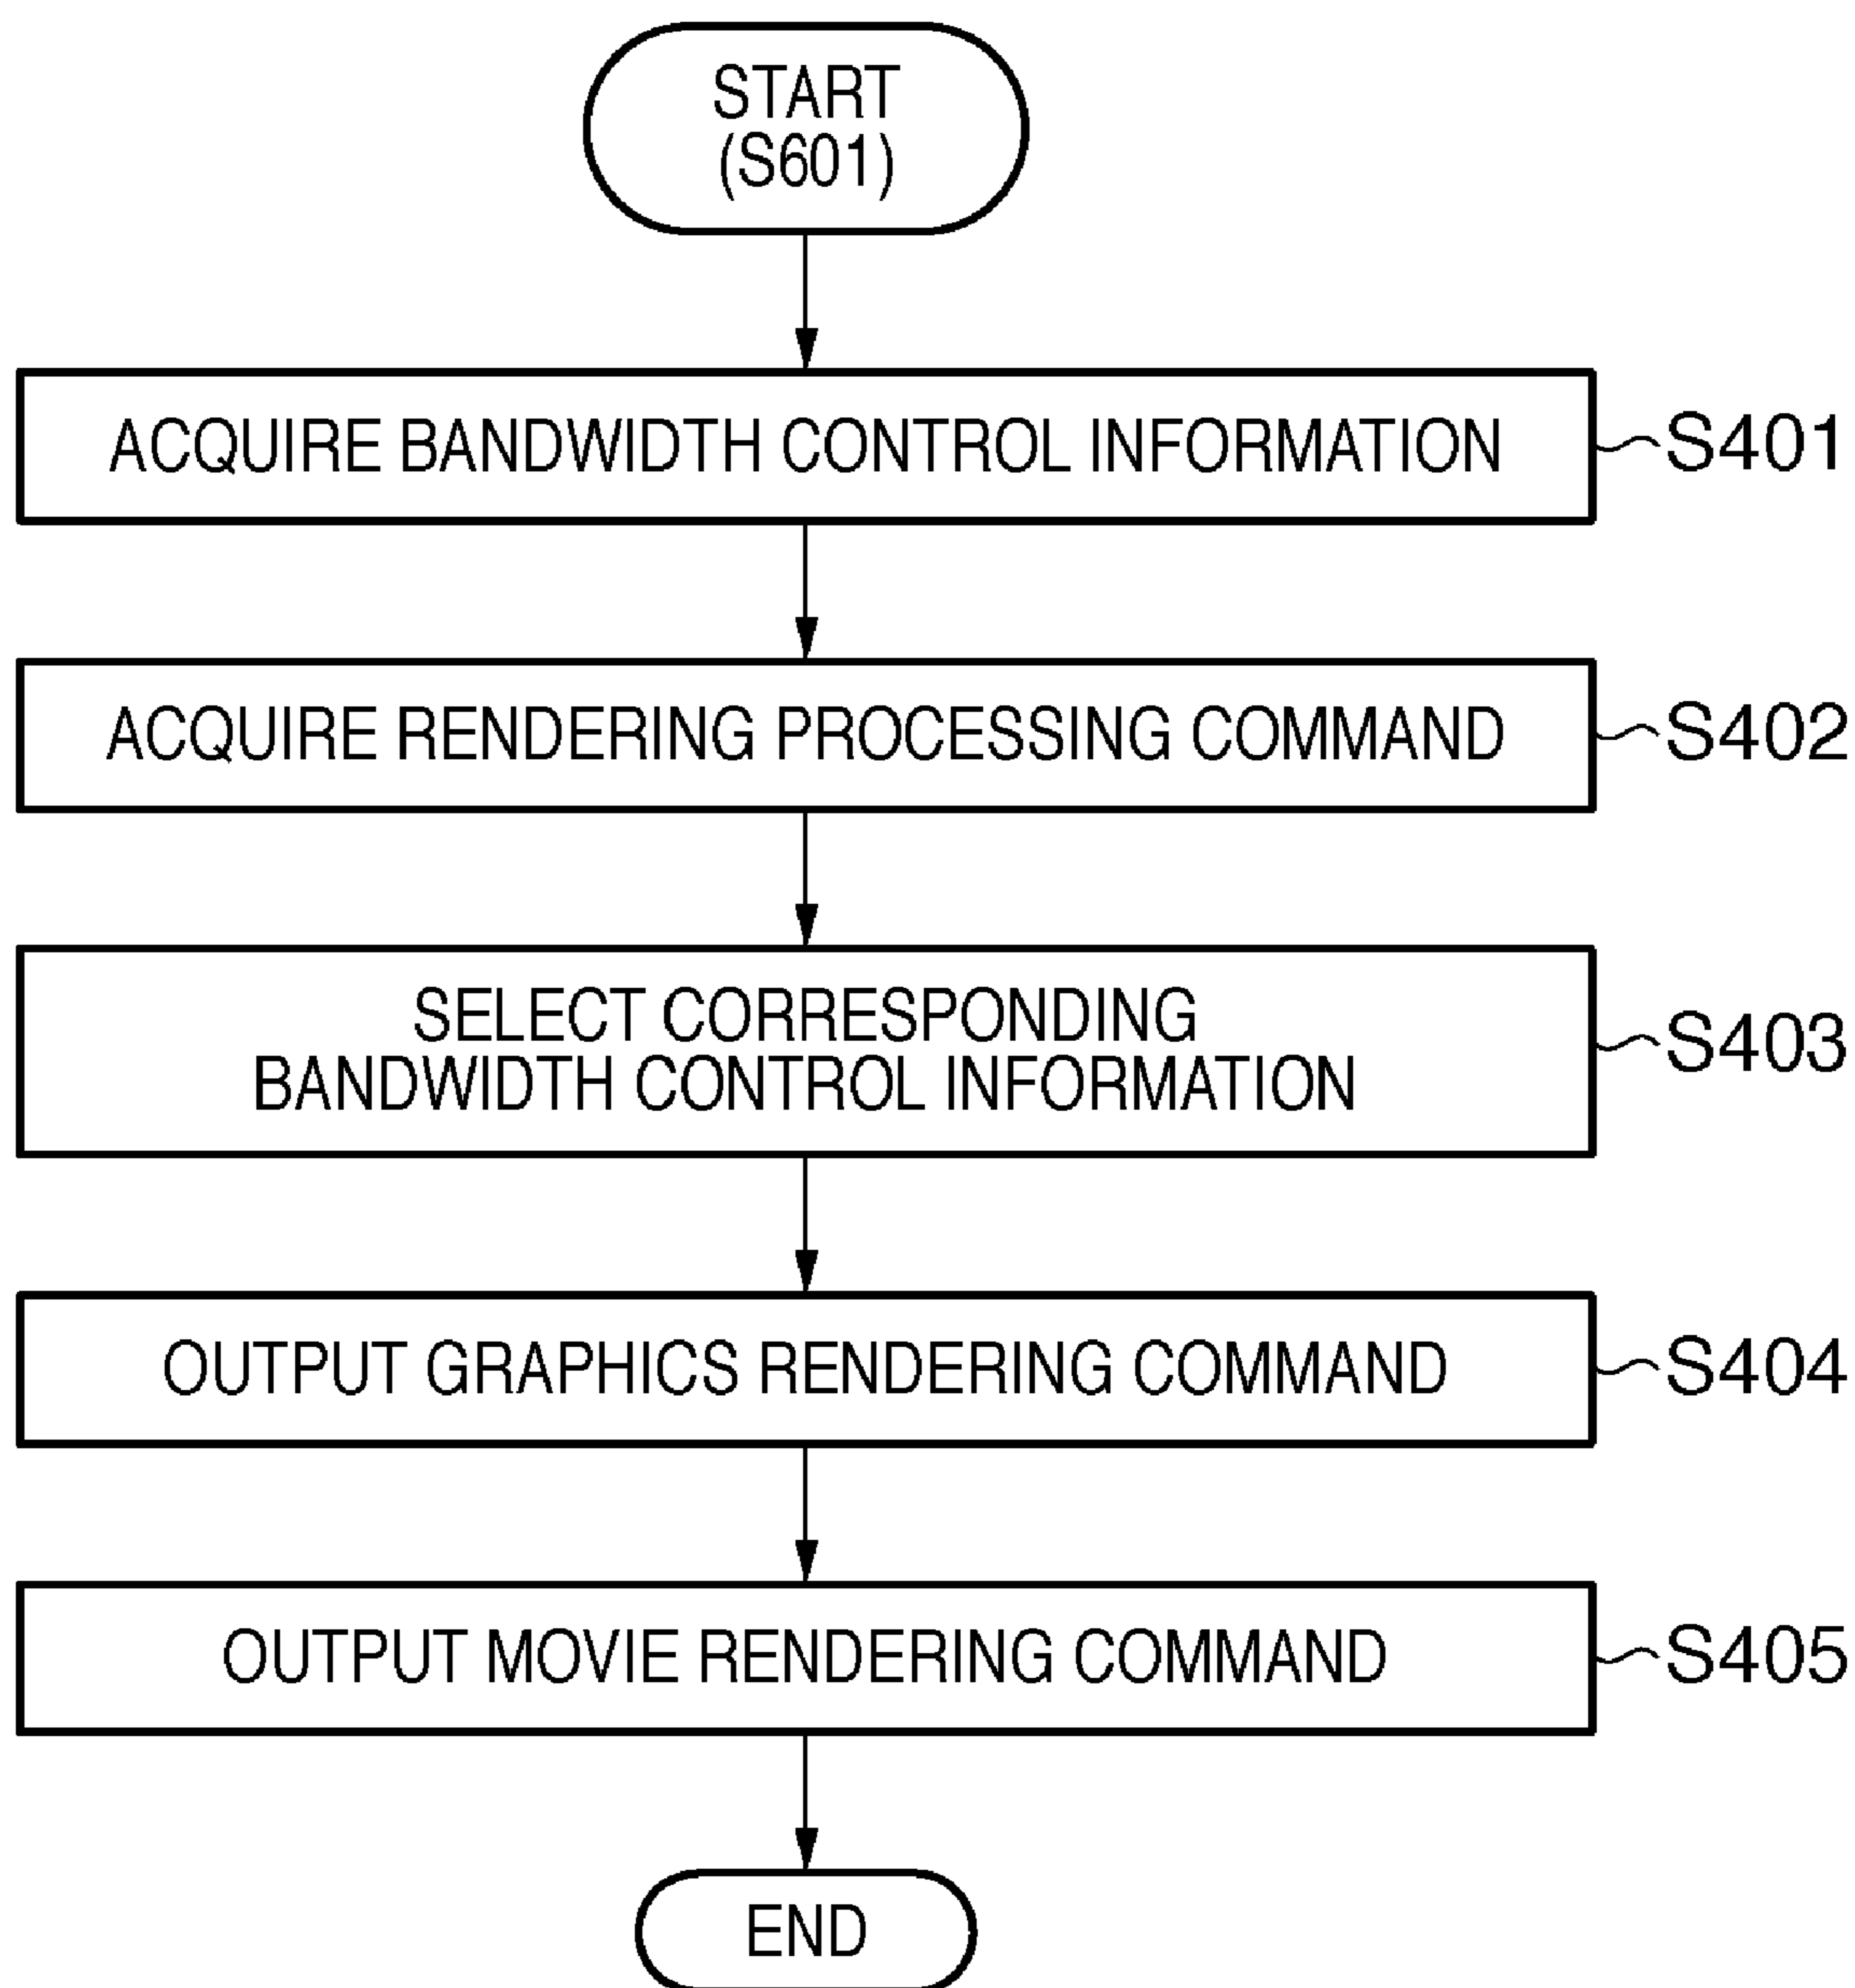 START
(S601)
ACQUIRE BANDWIDTH CONTROL INFORMATION
S401
ACQUIRE RENDERING PROCESSING COMMAND
S402
SELECT CORRESPONDING
BANDWIDTH CONTROL INFORMATION
S403
OUTPUT GRAPHICS RENDERING COMMAND
S404
OUTPUT MOVIE RENDERING COMMAND
S405
END